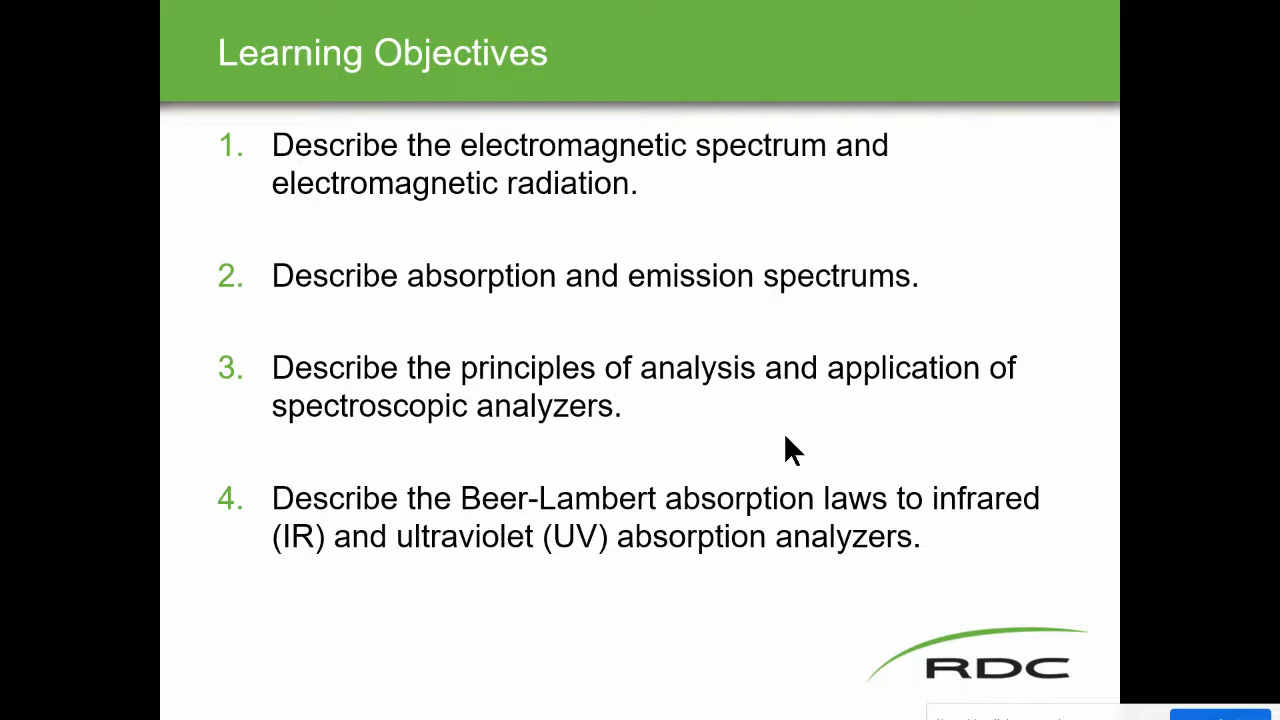 Learning Objectives
1. Describe the electromagnetic spectrum and
electromagnetic radiation.
2. Describe absorption and emission spectrums.
3. Describe the principles of analysis and application of
spectroscopic analyzers.
4. Describe the Beer-Lambert absorption laws to infrared
(IR) and ultraviolet (UV) absorption analyzers.
RDC